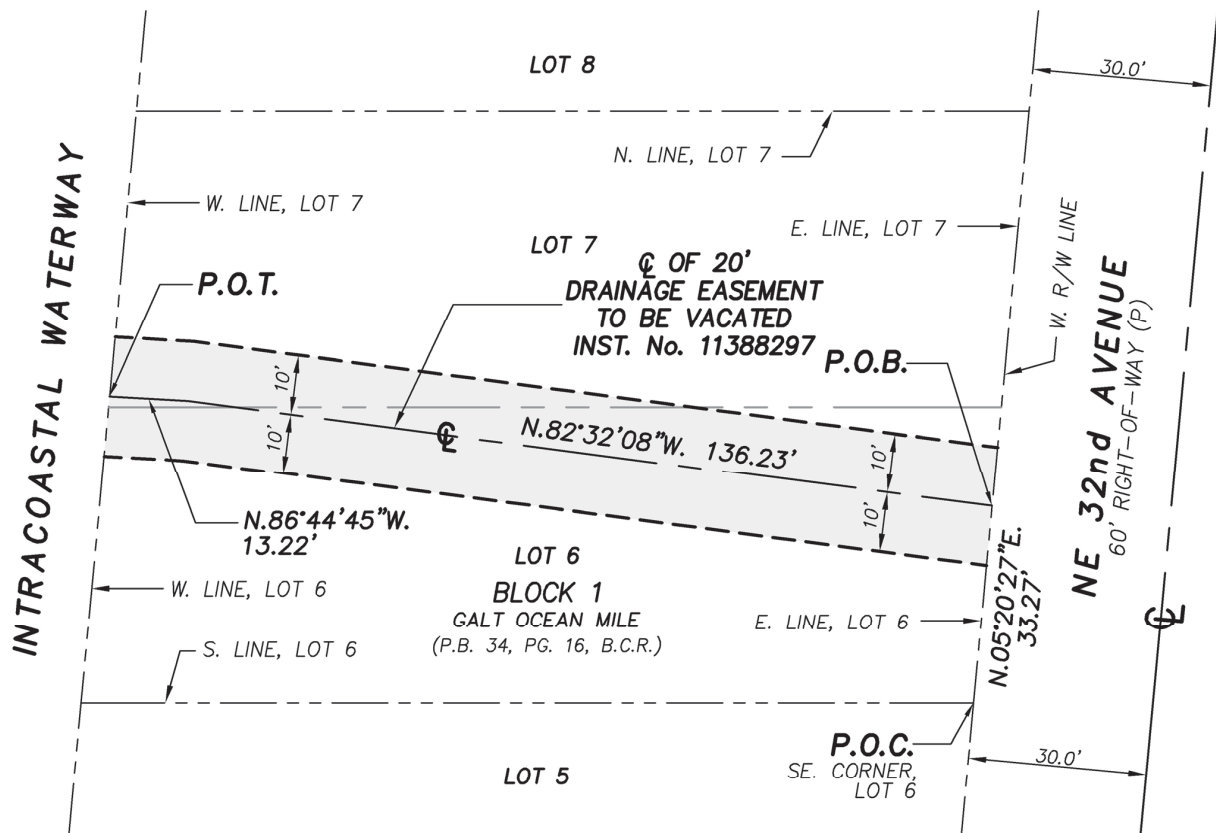 LOT 8
30.0'
N. LINE, LOT 7
W. LINE, LOT 7
E. LINE, LOT 7
LOT 7
W. R/W LINE
INTRACOASTAL WATERWAY
P.O.T.
℄ OF 20'
DRAINAGE EASEMENT
TO BE VACATED
INST. No. 11388297
P.O.B.
NE 32nd AVENUE
60' RIGHT-OF-WAY (P)
10'
10'
℄
N.82°32'08"W. 136.23'
10'
10'
N.86°44'45"W.
13.22'
LOT 6
BLOCK 1
GALT OCEAN MILE
(P.B. 34, PG. 16, B.C.R.)
W. LINE, LOT 6
E. LINE, LOT 6
N.05°20'27"E.
33.27'
℄
S. LINE, LOT 6
P.O.C.
SE. CORNER,
LOT 6
30.0'
LOT 5